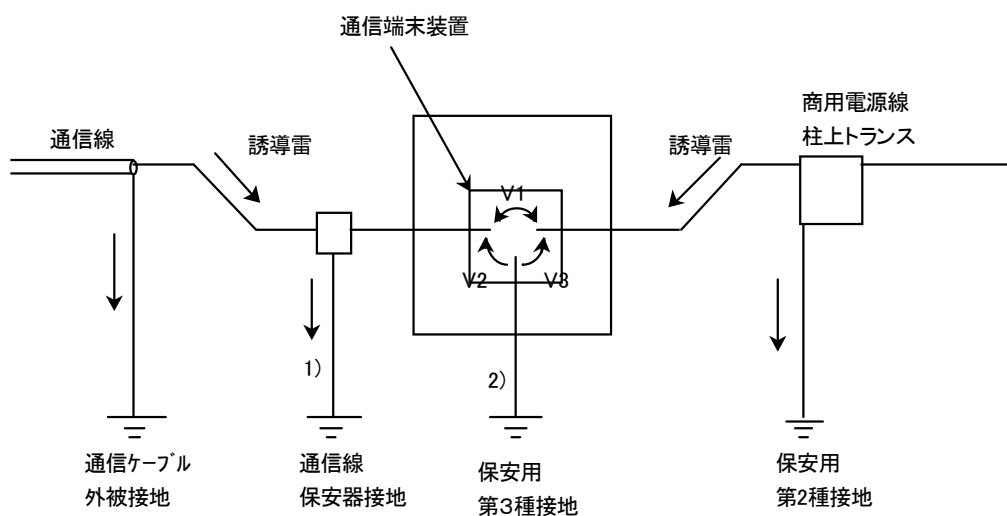 通信端末装置
商用電源線
柱上トランス
通信線
誘導雷
誘導雷
V1
V2
V3
1）
2）
通信ケーブル
外被接地
通信線
保安器接地
保安用
第３種接地
保安用
第2種接地